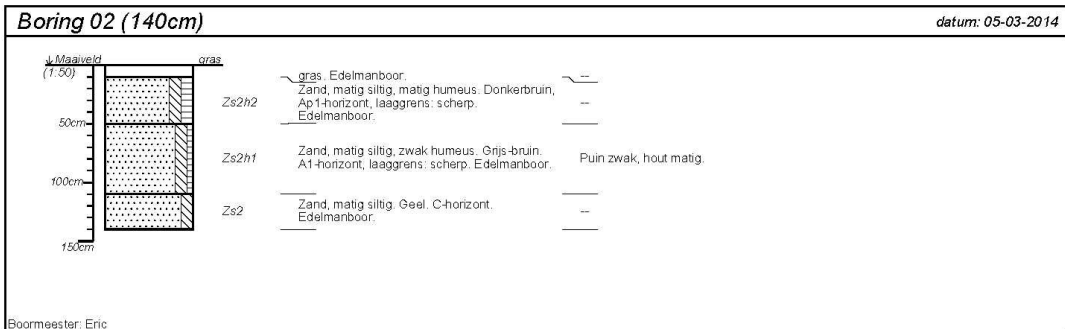 Boring 02 (140cm)
datum: 05-03-2014
Maaiveld
gras
(1:50)
gras. Edelmanboor.
--
Zs2h2
Zand, matig siltig, matig humeus. Donkerbruin,
Ap1-horizont, laaggrens: scherp.
Edelmanboor.
--
50cm
Zs2h1
Zand, matig siltig, zwak humeus. Grijs-bruin.
A1-horizont, laaggrens: scherp. Edelmanboor.
Puin zwak, hout matig.
100cm
Zs2
Zand, matig siltig. Geel. C-horizont.
Edelmanboor.
--
150cm
Boormeester: Eric